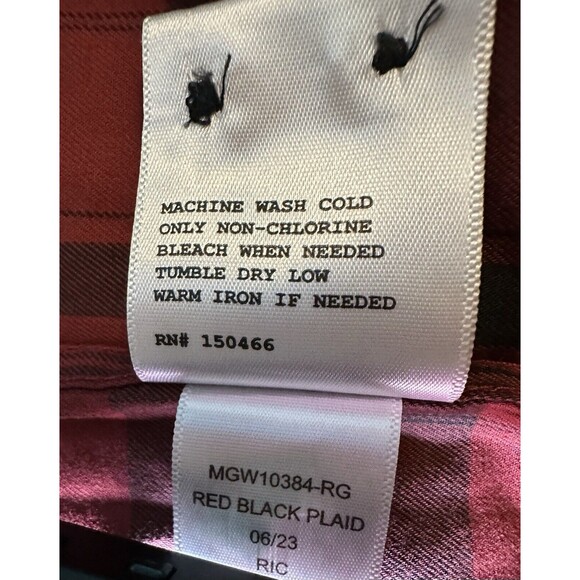 MACHINE WASH COLD
ONLY NON-CHLORINE
BLEACH WHEN NEEDED
TUMBLE DRY LOW
WARM IRON IF NEEDED
RN# 150466
MGW10384-RG
RED BLACK PLAID
06/23
RIC